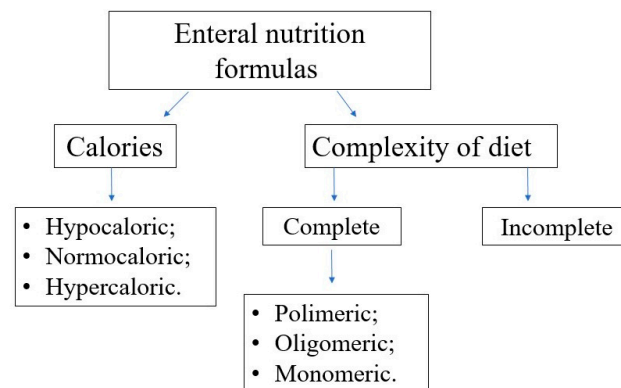 Enteral nutrition
formulas
Calories
Complexity of diet
• Hypocaloric;
• Normocaloric;
• Hypercaloric.
Complete
Incomplete
• Polimeric;
• Oligomeric;
• Monomeric.